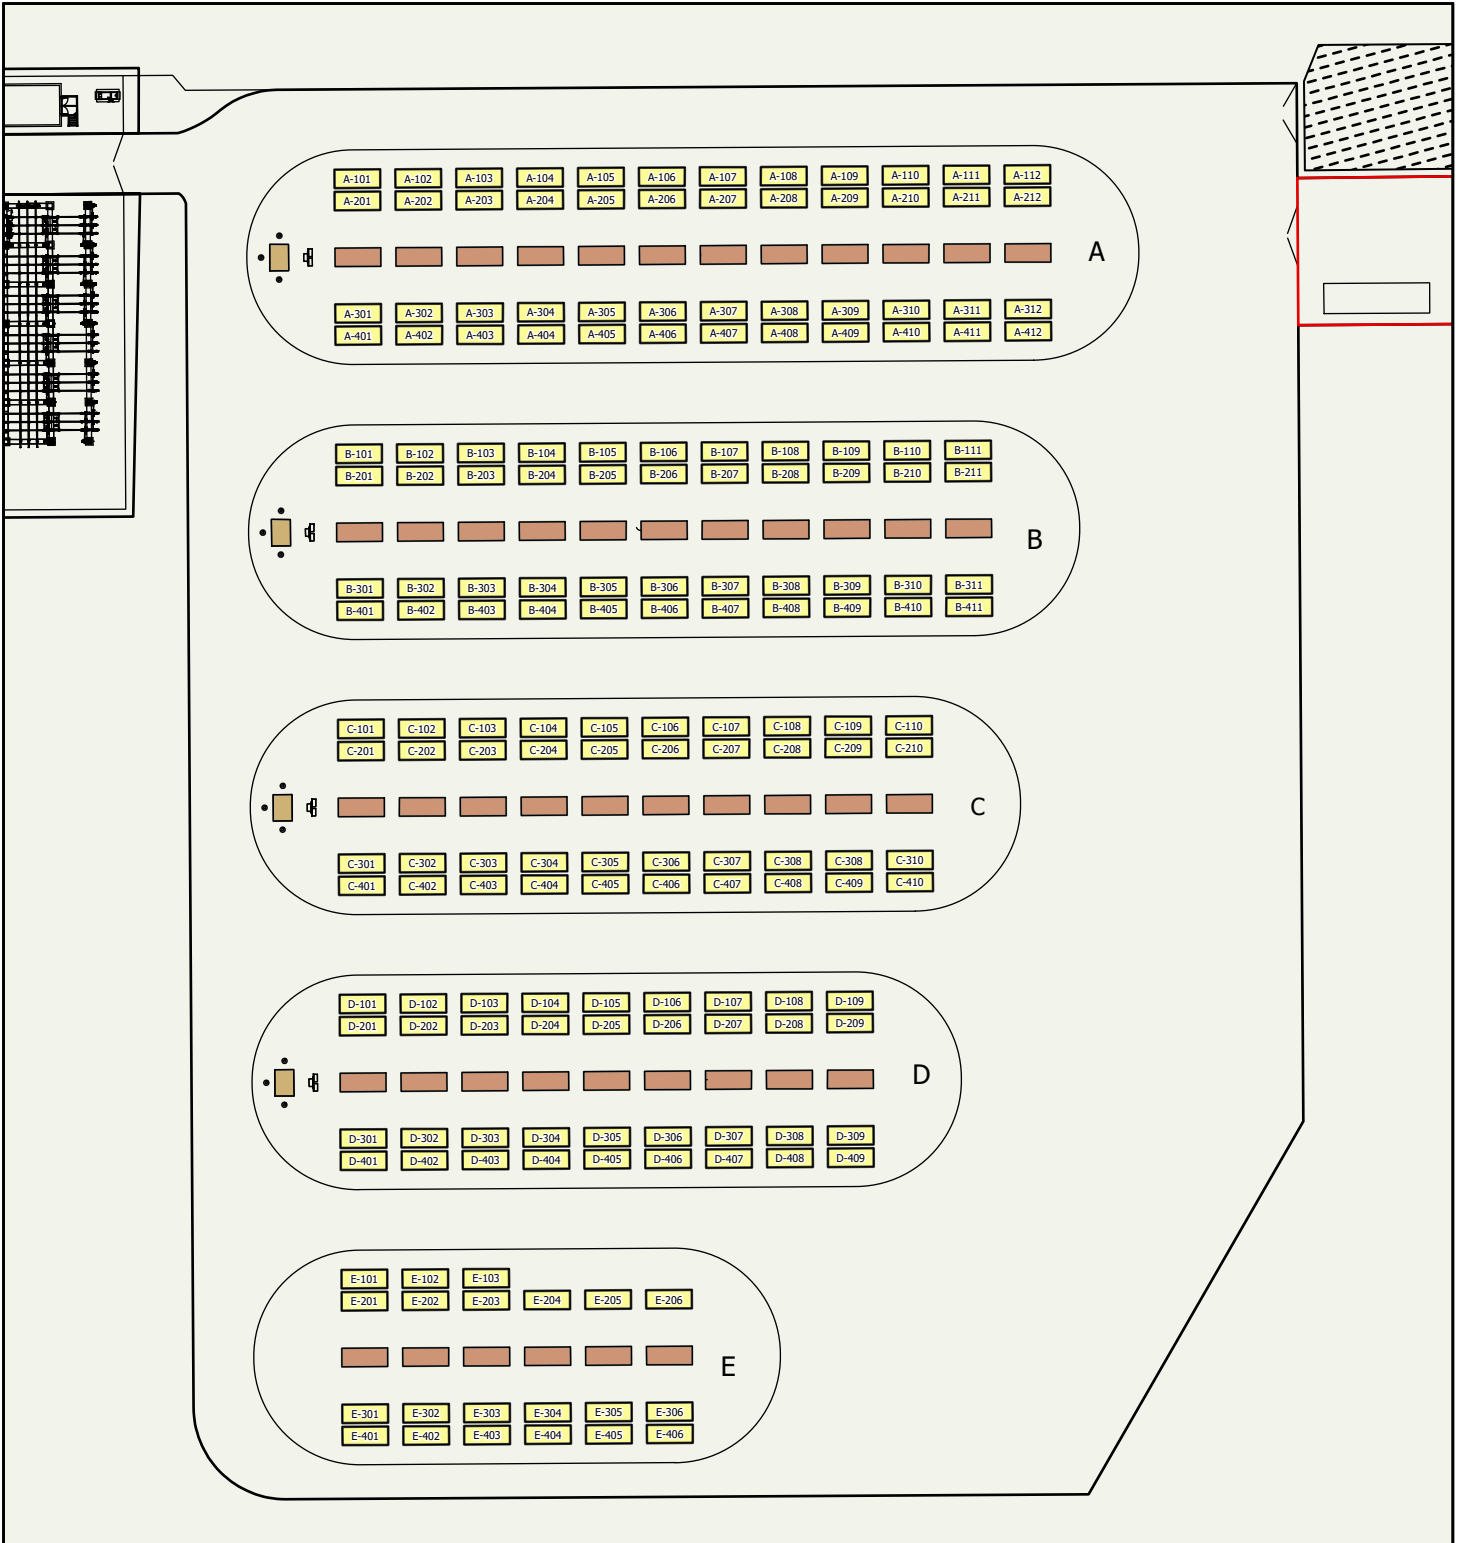 A-101 A-102 A-103 A-104 A-105 A-106 A-107 A-108 A-109 A-110 A-111 A-112
A-201 A-202 A-203 A-204 A-205 A-206 A-207 A-208 A-209 A-210 A-211 A-212
A
A-301 A-302 A-303 A-304 A-305 A-306 A-307 A-308 A-309 A-310 A-311 A-312
A-401 A-402 A-403 A-404 A-405 A-406 A-407 A-408 A-409 A-410 A-411 A-412
B-101 B-102 B-103 B-104 B-105 B-106 B-107 B-108 B-109 B-110 B-111
B-201 B-202 B-203 B-204 B-205 B-206 B-207 B-208 B-209 B-210 B-211
B
B-301 B-302 B-303 B-304 B-305 B-306 B-307 B-308 B-309 B-310 B-311
B-401 B-402 B-403 B-404 B-405 B-406 B-407 B-408 B-409 B-410 B-411
C-101 C-102 C-103 C-104 C-105 C-106 C-107 C-108 C-109 C-110
C-201 C-202 C-203 C-204 C-205 C-206 C-207 C-208 C-209 C-210
C
C-301 C-302 C-303 C-304 C-305 C-306 C-307 C-308 C-308 C-310
C-401 C-402 C-403 C-404 C-405 C-406 C-407 C-408 C-409 C-410
D-101 D-102 D-103 D-104 D-105 D-106 D-107 D-108 D-109
D-201 D-202 D-203 D-204 D-205 D-206 D-207 D-208 D-209
D
D-301 D-302 D-303 D-304 D-305 D-306 D-307 D-308 D-309
D-401 D-402 D-403 D-404 D-405 D-406 D-407 D-408 D-409
E-101 E-102 E-103
E-201 E-202 E-203 E-204 E-205 E-206
E
E-301 E-302 E-303 E-304 E-305 E-306
E-401 E-402 E-403 E-404 E-405 E-406